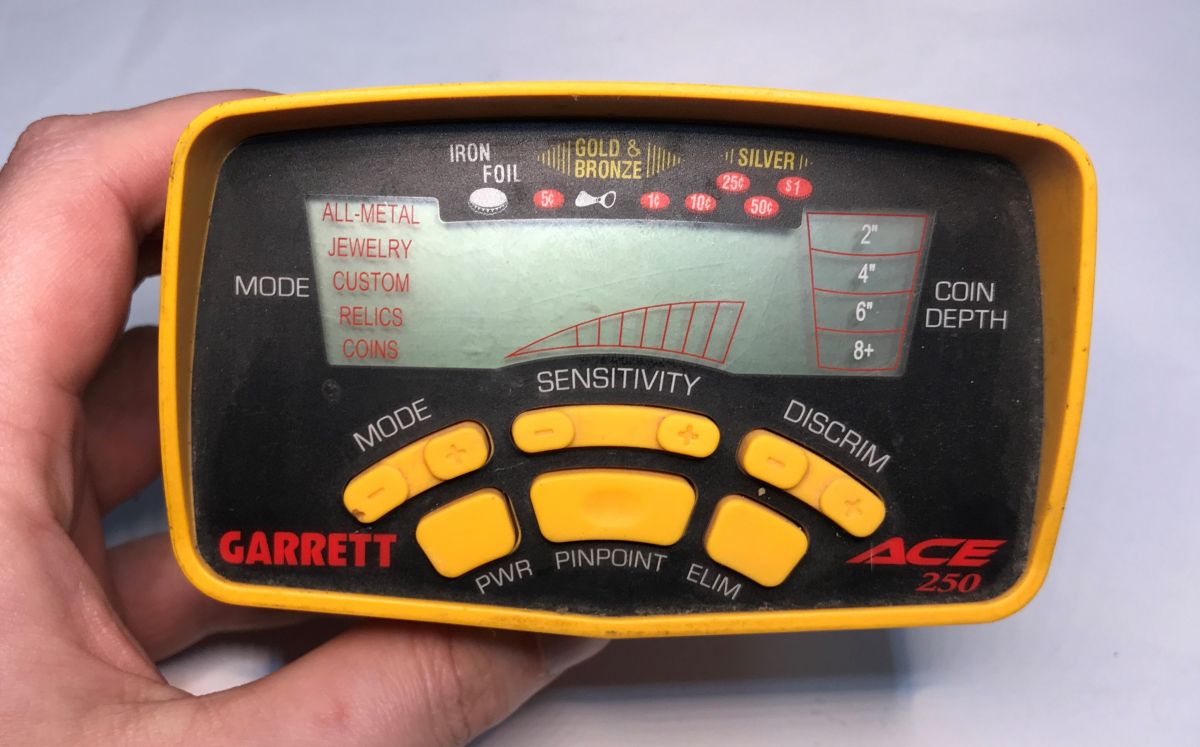 IRON
FOIL
GOLD &
BRONZE
SILVER
5¢
1¢
10¢
25¢
50¢
$1
MODE
ALL-METAL
JEWELRY
CUSTOM
RELICS
COINS
2"
4"
6"
8+
COIN
DEPTH
SENSITIVITY
MODE
- +
- +
DISCRIM
- +
GARRETT
PWR
PINPOINT
ELIM
ACE
250